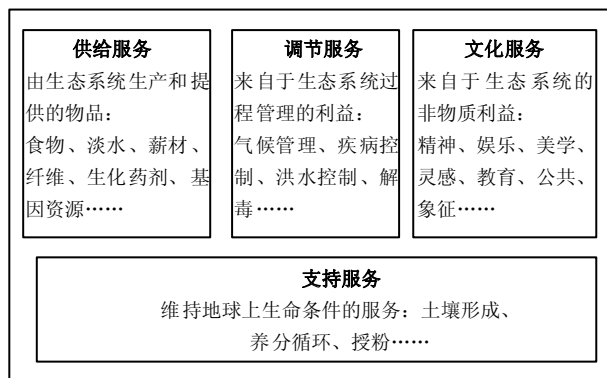 供给服务
由生态系统生产和提
供的物品：
食物、淡水、薪材、
纤维、生化药剂、基
因资源……
调节服务
来自于生态系统过
程管理的利益：
气候管理、疾病控
制、洪水控制、解
毒……
文化服务
来自于生态系统的
非物质利益：
精神、娱乐、美学、
灵感、教育、公共、
象征……
支持服务
维持地球上生命条件的服务：土壤形成、
养分循环、授粉……